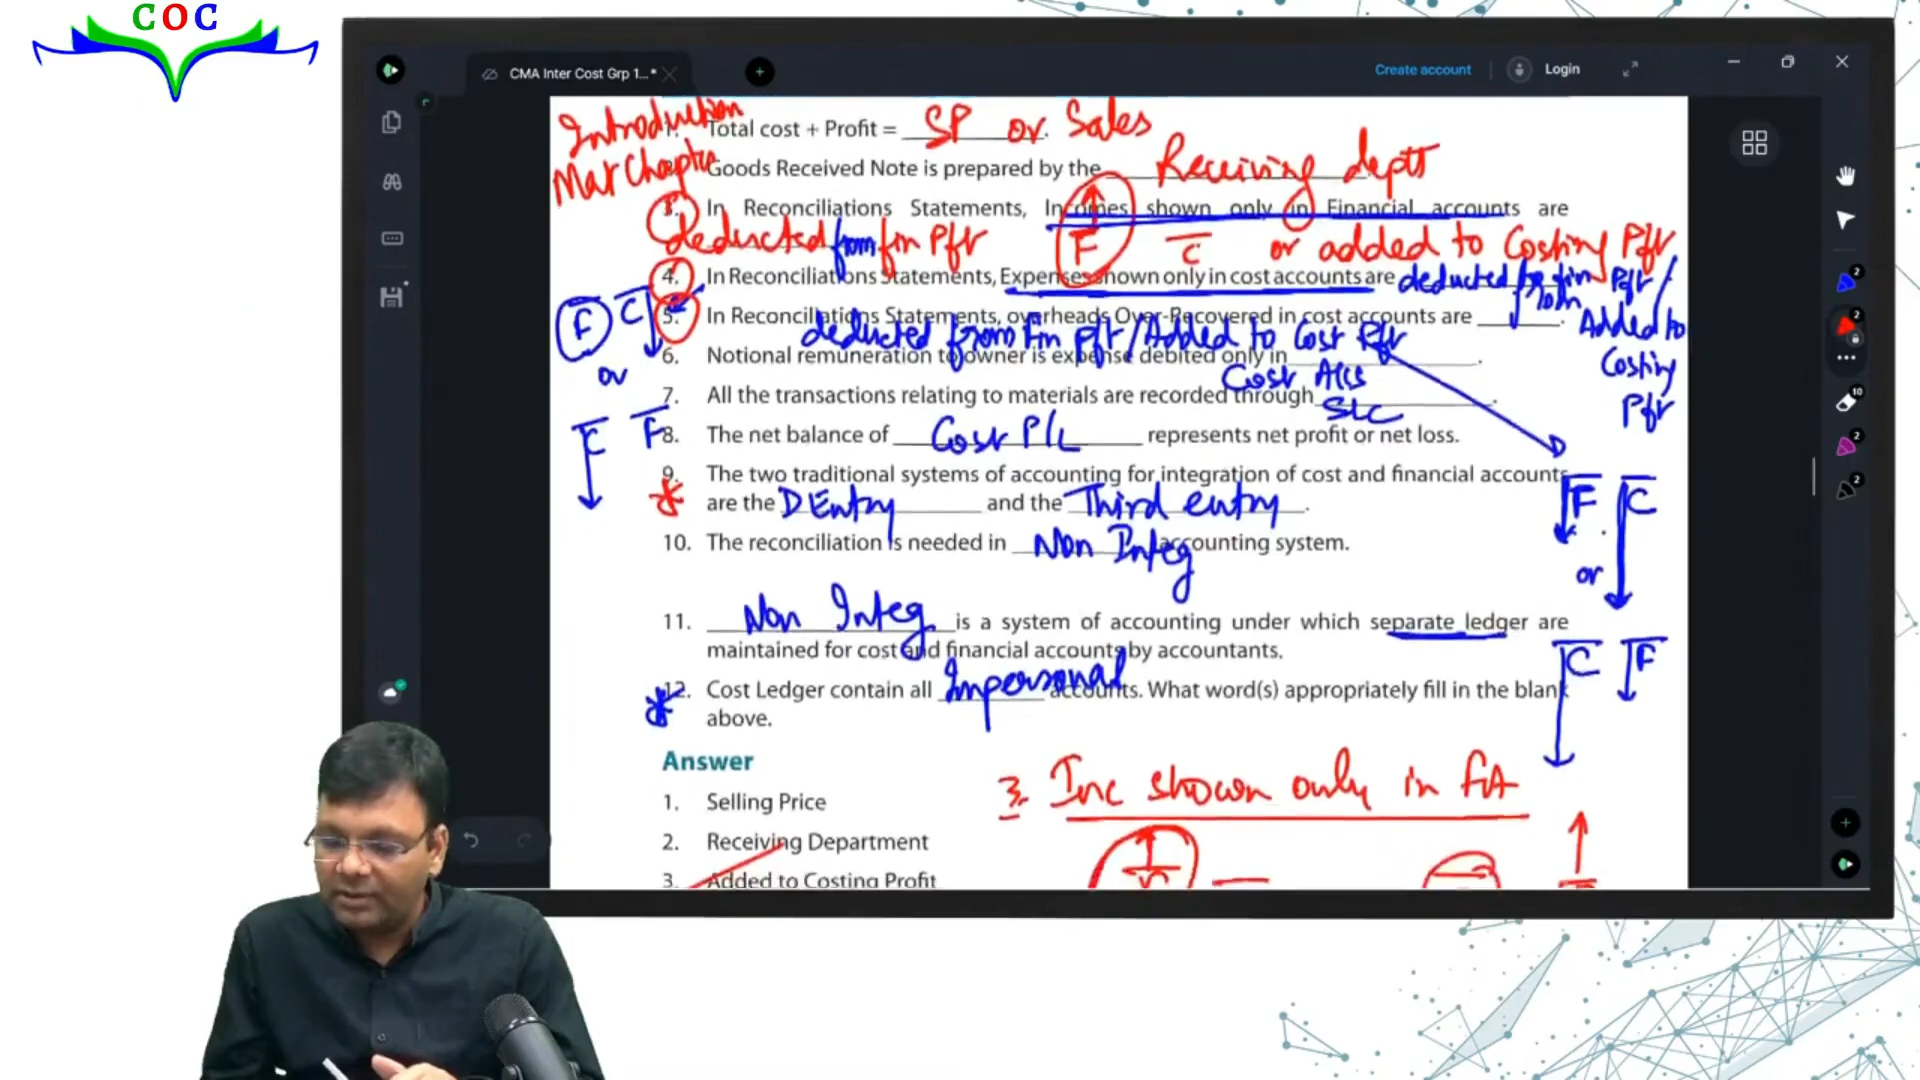 COC
CMA Inter Cost Grp 1...*
Create account
Login
Introduction
Mat Chapter
1. Total cost + Profit = SP or Sales.
2. Goods Received Note is prepared by the Receiving deptt
3. In Reconciliations Statements, Incomes shown only in Financial accounts are
deducted from fin Pft F C or added to Costing Pft
4. In Reconciliations Statements, Expenses shown only in cost accounts are deducted from fin Pft / Added to Costing Pft
F C
or
C F
5. In Reconciliations Statements, overheads Over-Recovered in cost accounts are
deducted from Fin Pft/Added to Cost Pft
6. Notional remuneration to owner is expense debited only in Cost A/cs.
7. All the transactions relating to materials are recorded through SLC.
8. The net balance of Cost P/L represents net profit or net loss.
9. The two traditional systems of accounting for integration of cost and financial accounts
are the D Entry and the Third entry.
F C
10. The reconciliation is needed in Non Integ accounting system.
or
11. Non Integ is a system of accounting under which separate ledger are
maintained for cost and financial accounts by accountants.
C F
12. Cost Ledger contain all Impersonal accounts. What word(s) appropriately fill in the blank
above.
Answer
3. Inc shown only in FA
1. Selling Price
2. Receiving Department
3. Added to Costing Profit